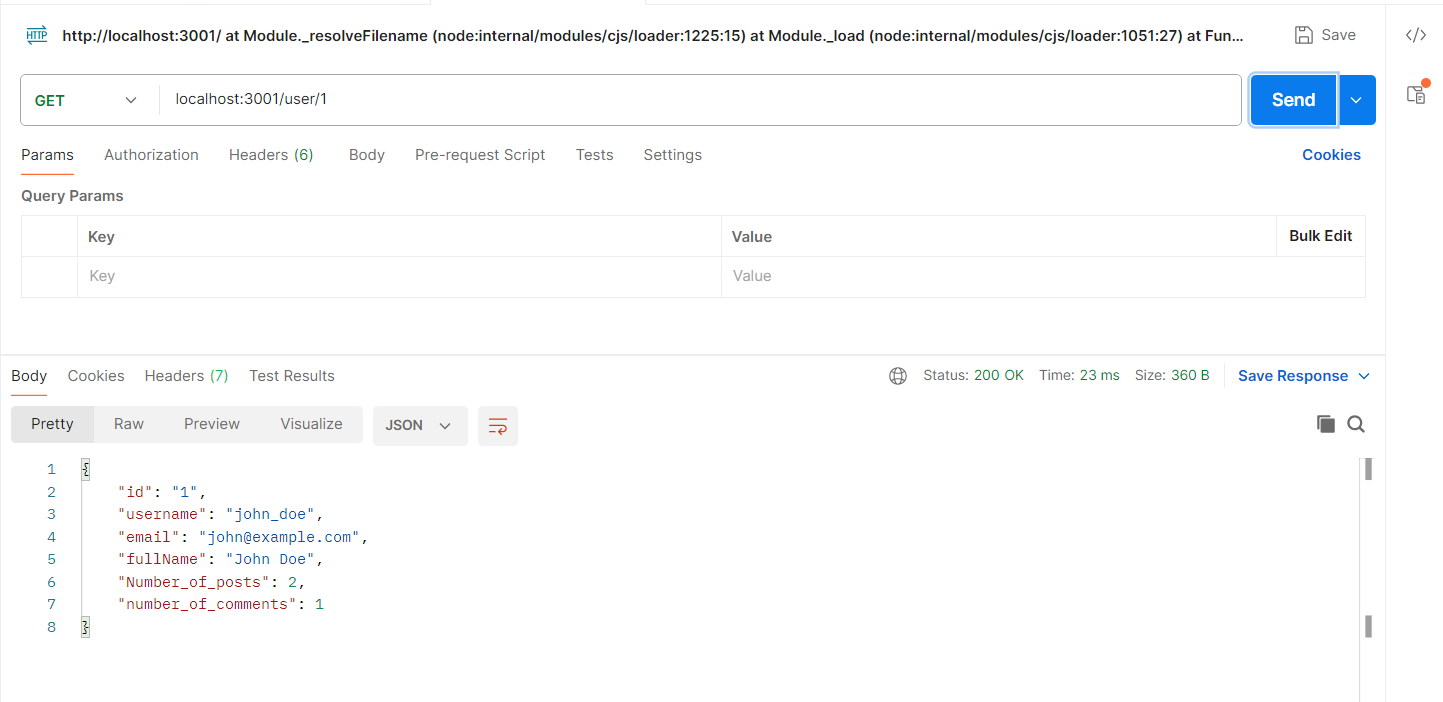 HTTP http://localhost:3001/ at Module._resolveFilename (node:internal/modules/cjs/loader:1225:15) at Module._load (node:internal/modules/cjs/loader:1051:27) at Fun... Save </>
GET localhost:3001/user/1 Send
Params Authorization Headers (6) Body Pre-request Script Tests Settings Cookies
Query Params
Key Value Bulk Edit
Key Value
Body Cookies Headers (7) Test Results Status: 200 OK Time: 23 ms Size: 360 B Save Response
Pretty Raw Preview Visualize JSON
1 {
2 "id": "1",
3 "username": "john_doe",
4 "email": "john@example.com",
5 "fullName": "John Doe",
6 "Number_of_posts": 2,
7 "number_of_comments": 1
8 }